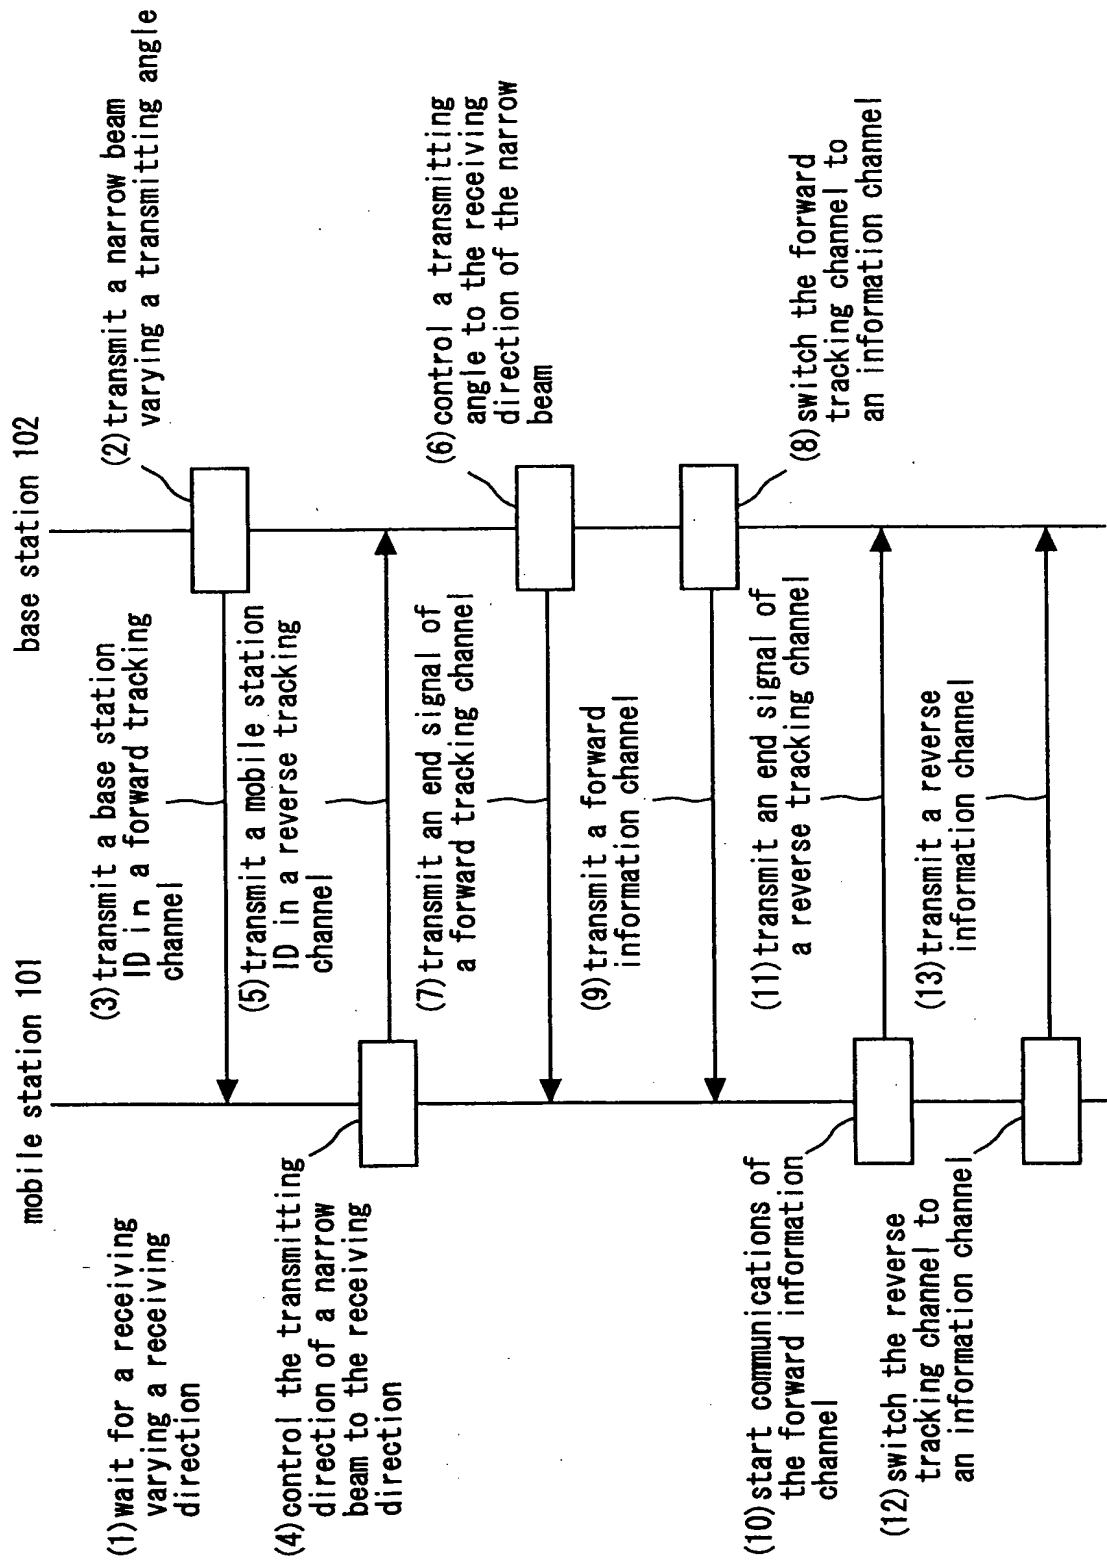 mobile station 101
base station 102
(1)wait for a receiving
varying a receiving
direction
(2)transmit a narrow beam
varying a transmitting angle
(3)transmit a base station
ID in a forward tracking
channel
(4)control the transmitting
direction of a narrow
beam to the receiving
direction
(5)transmit a mobile station
ID in a reverse tracking
channel
(6)control a transmitting
angle to the receiving
direction of the narrow
beam
(7)transmit an end signal of
a forward tracking channel
(8)switch the forward
tracking channel to
an information channel
(9)transmit a forward
information channel
(10)start communications of
the forward information
channel
(11)transmit an end signal of
a reverse tracking channel
(12)switch the reverse
tracking channel to
an information channel
(13)transmit a reverse
information channel